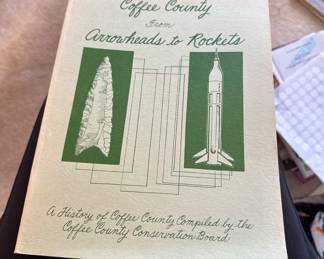 Coffee County
From
Arrowheads to Rockets
A History of Coffee County Compiled by the
Coffee County Conservation Board